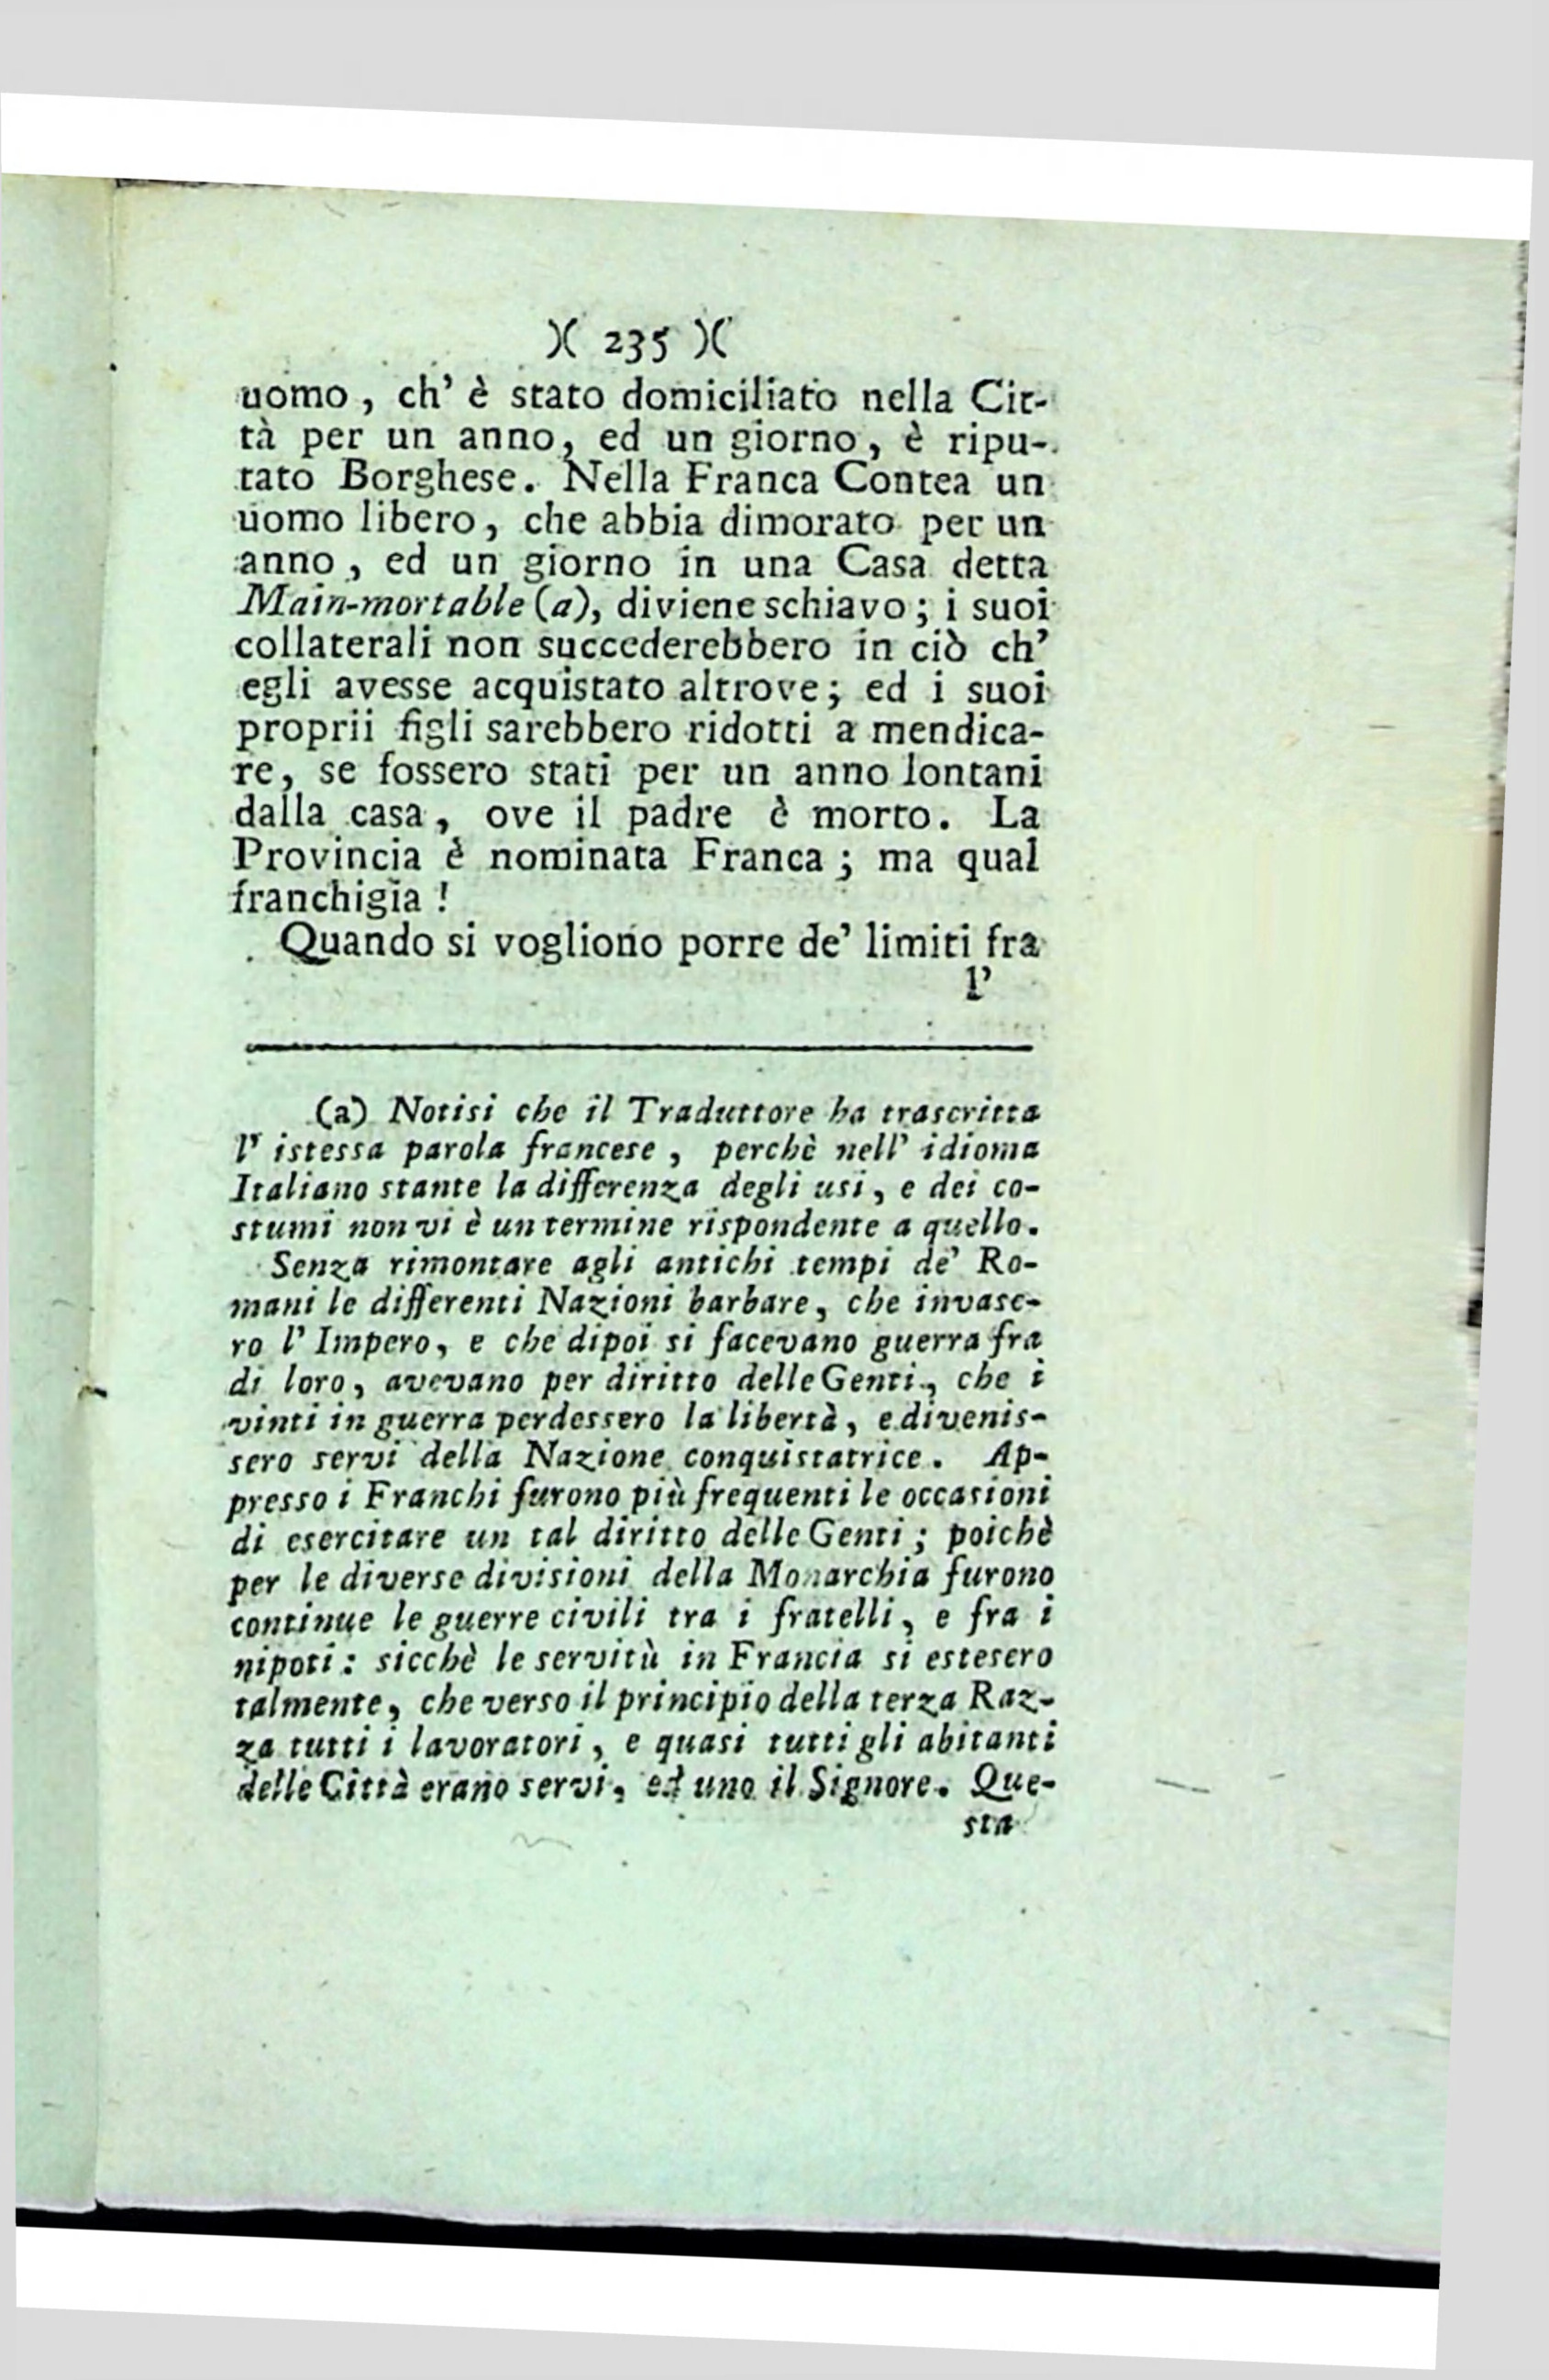 )( 235 )(
uomo, ch' è stato domiciliato nella Cit-
tà per un anno, ed un giorno, è ripu-
tato Borghese. Nella Franca Contea un
uomo libero, che abbia dimorato per un
anno, ed un giorno in una Casa detta
Main-mortable (a), diviene schiavo; i suoi
collaterali non succederebbero in ciò ch'
egli avesse acquistato altrove; ed i suoi
proprii figli sarebbero ridotti a mendica-
re, se fossero stati per un anno lontani
dalla casa, ove il padre è morto. La
Provincia è nominata Franca; ma qual
franchigia!
Quando si vogliono porre de' limiti fra
l'
(a) Notisi che il Traduttore ha trascritta
l' istessa parola francese, perchè nell' idioma
Italiano stante la differenza degli usi, e dei co-
stumi non vi è un termine rispondente a quello.
Senza rimontare agli antichi tempi de' Ro-
mani le differenti Nazioni barbare, che invase-
ro l' Impero, e che dipoi si facevano guerra fra
di loro, avevano per diritto delle Genti, che i
vinti in guerra perdessero la libertà, e divenis-
sero servi della Nazione conquistatrice. Ap-
presso i Franchi furono più frequenti le occasioni
di esercitare un tal diritto delle Genti; poichè
per le diverse divisioni della Monarchia furono
continue le guerre civili tra i fratelli, e fra i
nipoti: sicchè le servitù in Francia si estesero
talmente, che verso il principio della terza Raz-
za tutti i lavoratori, e quasi tutti gli abitanti
delle Città erano servi, ed uno il Signore. Que-
sta